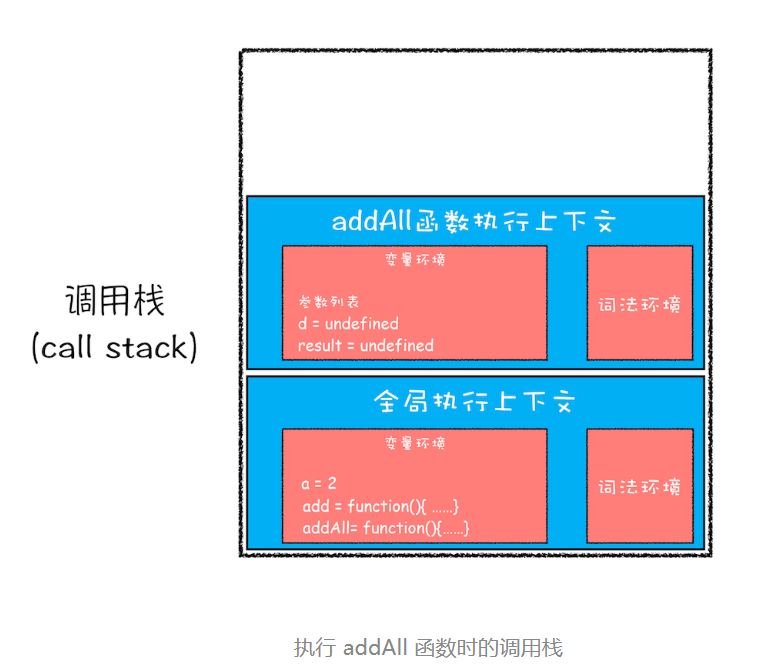 addAll函数执行上下文
变量环境
参数列表
d = undefined
result = undefined
词法环境
调用栈
(call stack)
全局执行上下文
变量环境
a = 2
add = function(){ ......}
addAll= function(){......}
词法环境
执行 addAll 函数时的调用栈